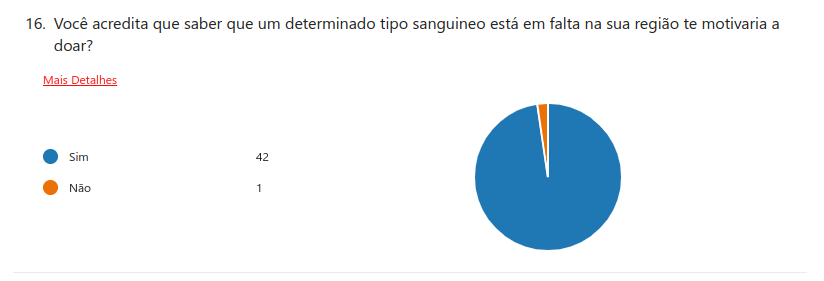 16. Você acredita que saber que um determinado tipo sanguineo está em falta na sua região te motivaria a
doar?
Mais Detalhes
Sim 42
Não 1